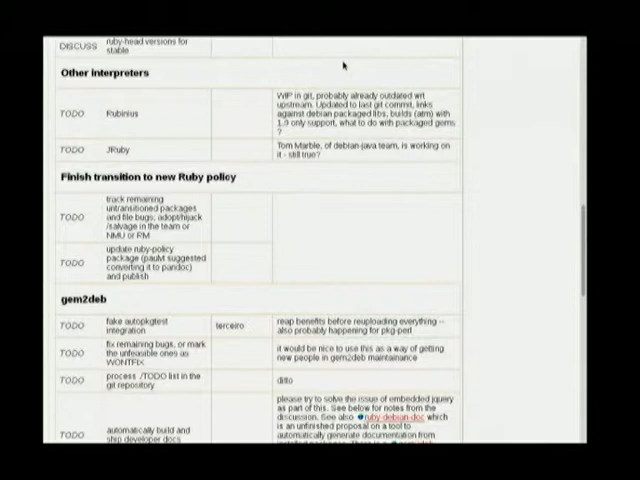 DISCUSS
ruby-head versions for
stable
Other interpreters
TODO
Rubinius
WIP in git, probably already outdated wrt
upstream. Updated to last git commit, links
against debian packaged libs, builds (atm) with
1.9 only support, what to do with packaged gems
?
TODO
JRuby
Tom Marble, of debian-java team, is working on
it - still true?
Finish transition to new Ruby policy
TODO
track remaining
untransitioned packages
and file bugs; adopt/hijack
/salvage in the team or
NMU or RM
TODO
update ruby-policy
package (paulvt suggested
converting it to pandoc)
and publish
gem2deb
TODO
fake autopkgtest
integration
terceiro
reap benefits before reuploading everything --
also probably happening for pkg-perl
TODO
fix remaining bugs, or mark
the unfeasible ones as
WONTFIX
it would be nice to use this as a way of getting
new people in gem2deb maintainance
TODO
process ./TODO list in the
git repository
ditto
TODO
automatically build and
ship developer docs
please try to solve the issue of embedded jquery
as part of this. See below for notes from the
discussion. See also ruby-debian-doc which
is an unfinished proposal on a tool to
automatically generate documentation from